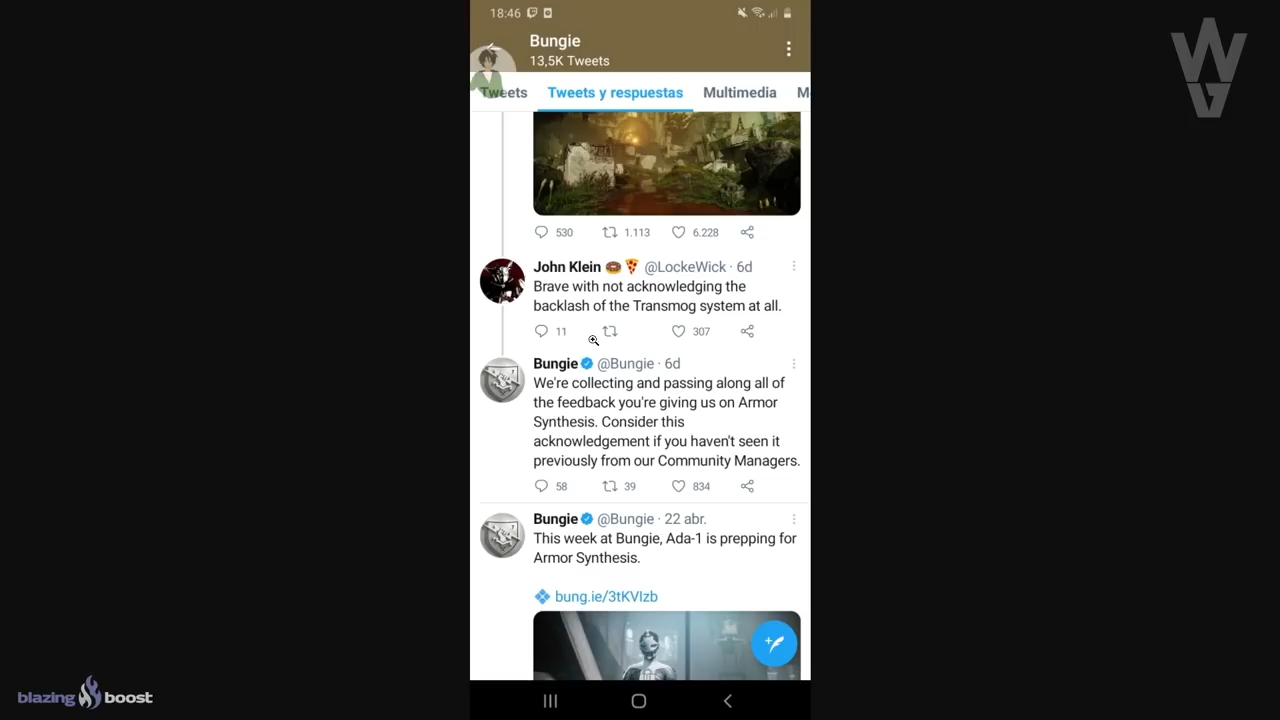 18:46
Bungie
13,5K Tweets
Tweets
Tweets y respuestas
Multimedia
M
530
1.113
6.228
John Klein 🍩 🍕 @LockeWick · 6d
Brave with not acknowledging the
backlash of the Transmog system at all.
11
307
Bungie @Bungie · 6d
We're collecting and passing along all of
the feedback you're giving us on Armor
Synthesis. Consider this
acknowledgement if you haven't seen it
previously from our Community Managers.
58
39
834
Bungie @Bungie · 22 abr.
This week at Bungie, Ada-1 is prepping for
Armor Synthesis.
bung.ie/3tKVIzb
blazing boost